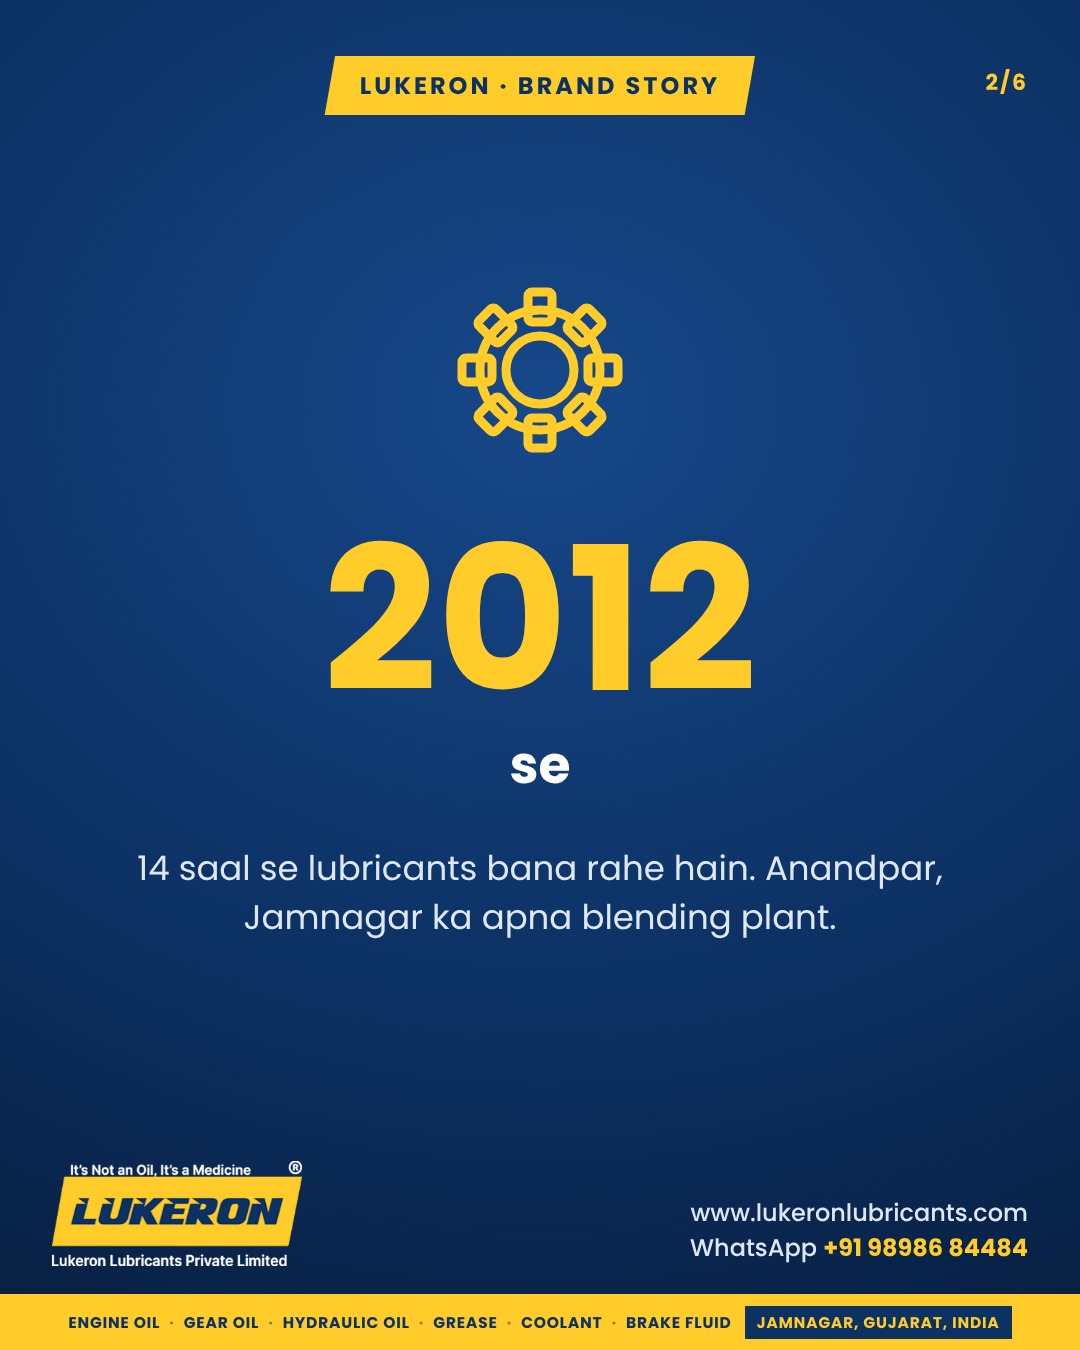 LUKERON · BRAND STORY
2/6
2012
se
14 saal se lubricants bana rahe hain. Anandpar,
Jamnagar ka apna blending plant.
It's Not an Oil, It's a Medicine ®
LUKERON
Lukeron Lubricants Private Limited
www.lukeronlubricants.com
WhatsApp +91 98986 84484
ENGINE OIL · GEAR OIL · HYDRAULIC OIL · GREASE · COOLANT · BRAKE FLUID JAMNAGAR, GUJARAT, INDIA